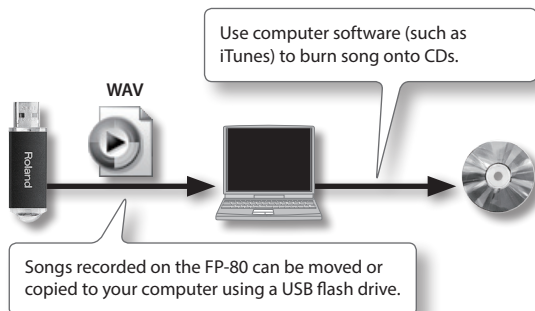 Use computer software (such as
iTunes) to burn song onto CDs.
WAV
Roland
Songs recorded on the FP-80 can be moved or
copied to your computer using a USB flash drive.